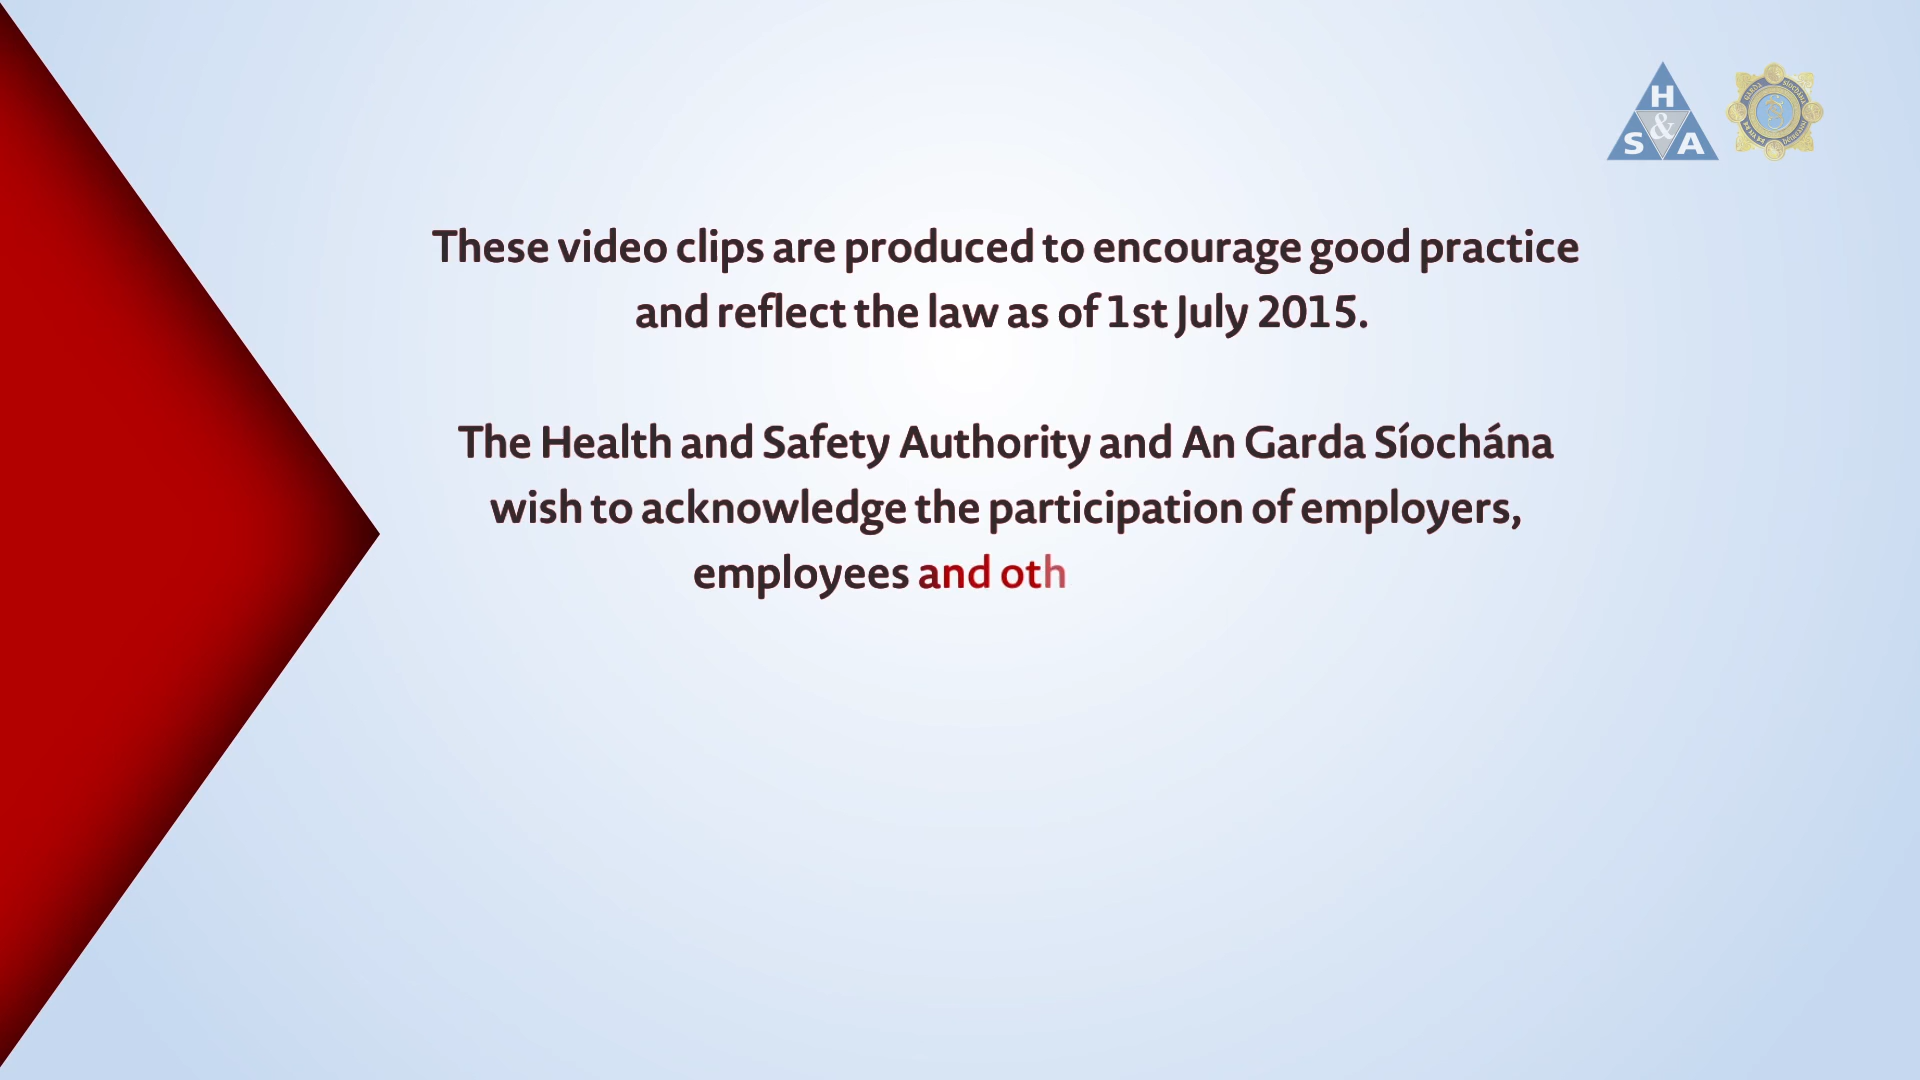 H
&
S A
These video clips are produced to encourage good practice
and reflect the law as of 1st July 2015.
The Health and Safety Authority and An Garda Síochána
wish to acknowledge the participation of employers,
employees and oth